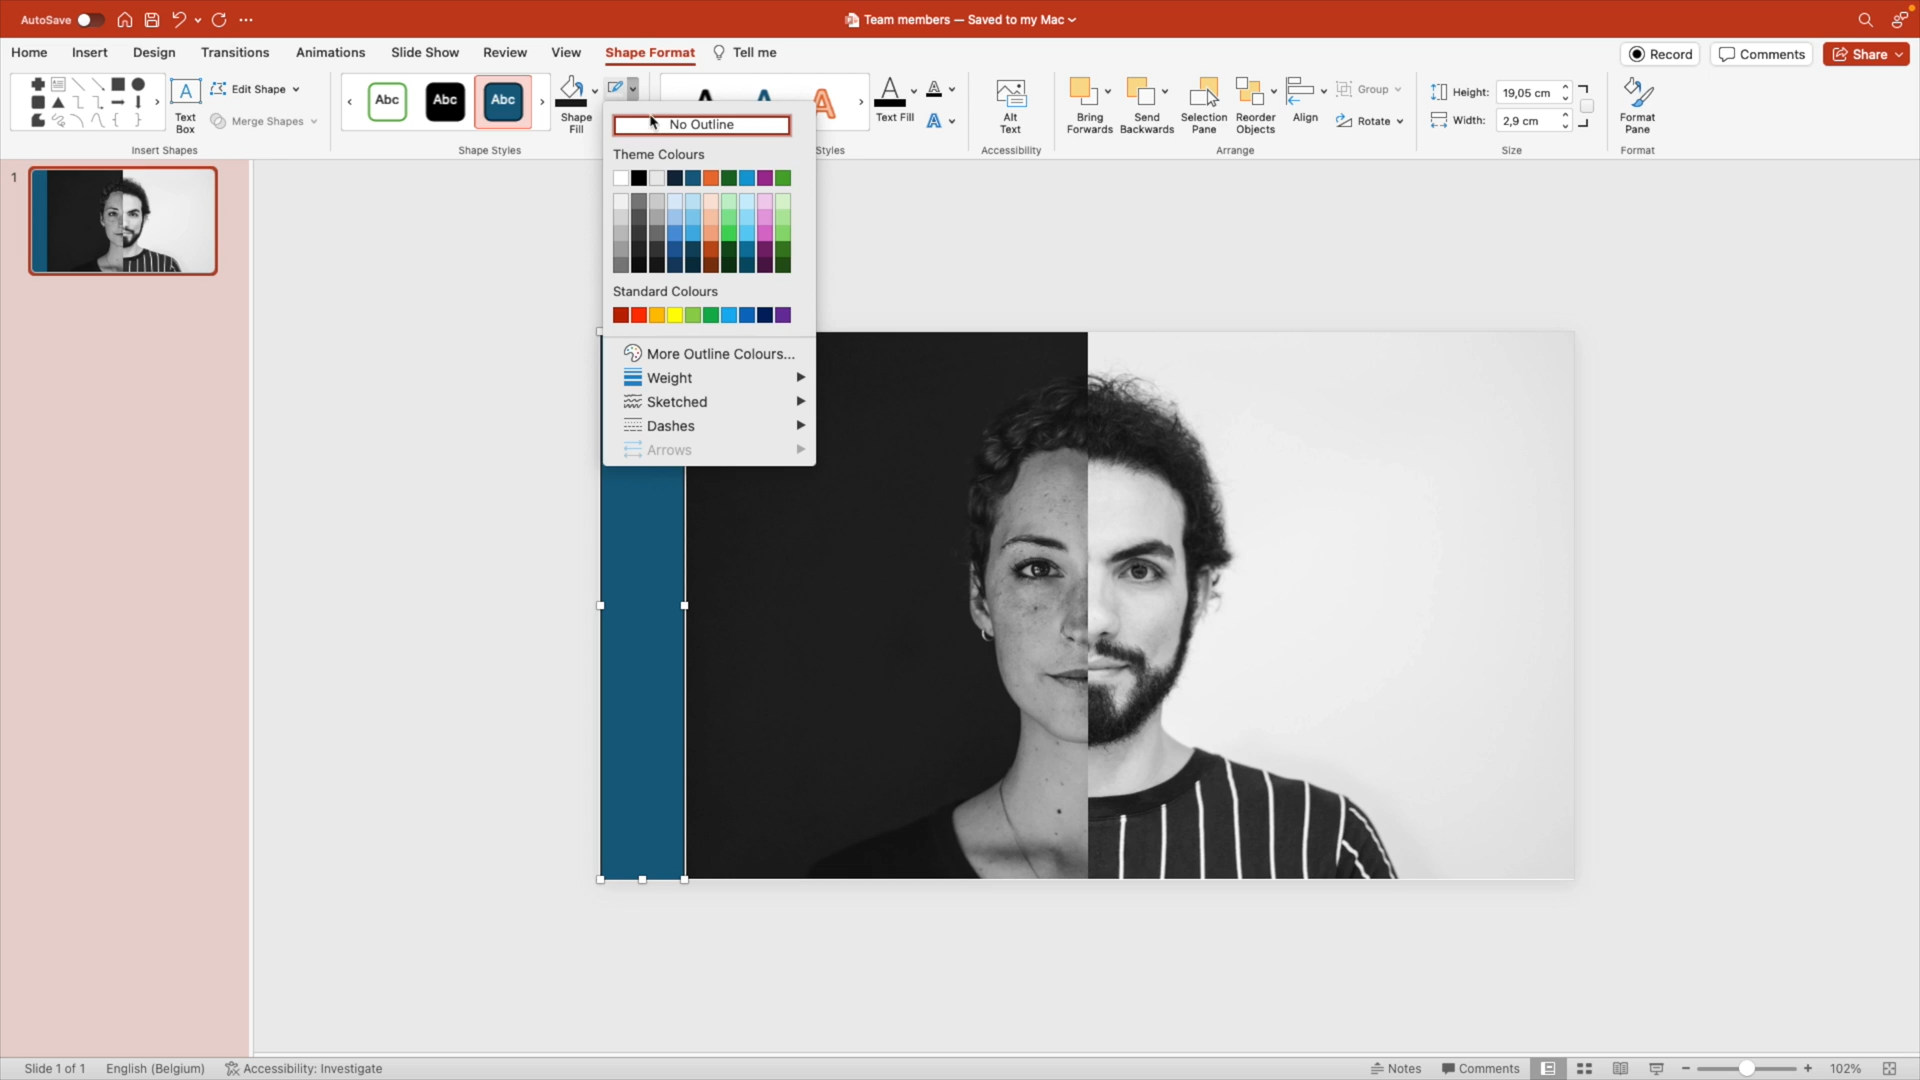 AutoSave
Team members — Saved to my Mac
Home Insert Design Transitions Animations Slide Show Review View Shape Format Tell me
Record Comments Share
A Text Box
Edit Shape
Merge Shapes
Insert Shapes
Abc Abc Abc
Shape Styles
Shape Fill
A Text Fill
A
A
Styles
Alt Text
Accessibility
Bring Forwards
Send Backwards
Selection Pane
Reorder Objects
Align
Group
Rotate
Arrange
Height: 19,05 cm
Width: 2,9 cm
Size
Format Pane
Format
No Outline
Theme Colours
Standard Colours
More Outline Colours...
Weight
Sketched
Dashes
Arrows
1
Slide 1 of 1 English (Belgium) Accessibility: Investigate
Notes Comments 102%